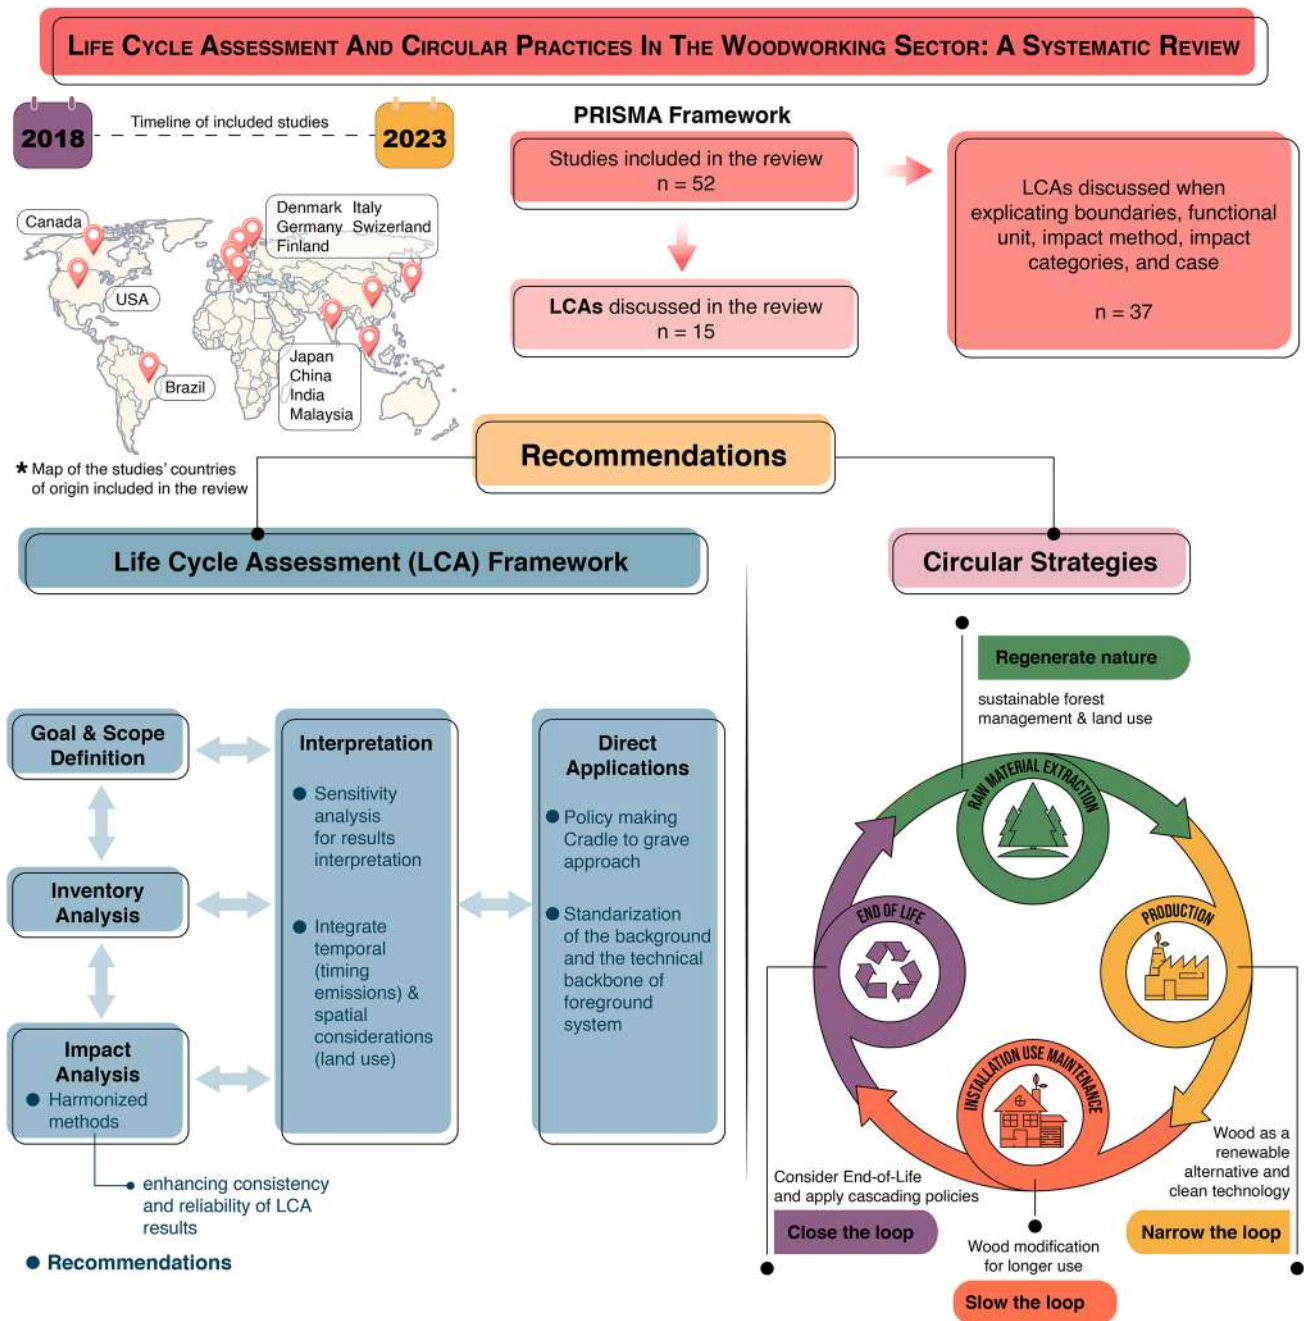 LIFE CYCLE ASSESSMENT AND CIRCULAR PRACTICES IN THE WOODWORKING SECTOR: A SYSTEMATIC REVIEW
2018
Timeline of included studies
2023
Canada
USA
Brazil
Denmark Italy
Germany Swizerland
Finland
Japan
China
India
Malaysia
* Map of the studies' countries
of origin included in the review
PRISMA Framework
Studies included in the review
n = 52
LCAs discussed in the review
n = 15
LCAs discussed when
explicating boundaries, functional
unit, impact method, impact
categories, and case
n = 37
Recommendations
Life Cycle Assessment (LCA) Framework
Goal & Scope
Definition
Inventory
Analysis
Impact
Analysis
● Harmonized
methods
enhancing consistency
and reliability of LCA
results
● Recommendations
Interpretation
● Sensitivity
analysis
for results
interpretation
● Integrate
temporal
(timing
emissions) &
spatial
considerations
(land use)
Direct
Applications
● Policy making
Cradle to grave
approach
● Standarization
of the background
and the technical
backbone of
foreground
system
Circular Strategies
Regenerate nature
sustainable forest
management & land use
RAW MATERIAL EXTRACTION
PRODUCTION
INSTALLATION USE MAINTENANCE
END OF LIFE
Wood as a
renewable
alternative and
clean technology
Narrow the loop
Wood modification
for longer use
Slow the loop
Consider End-of-Life
and apply cascading policies
Close the loop